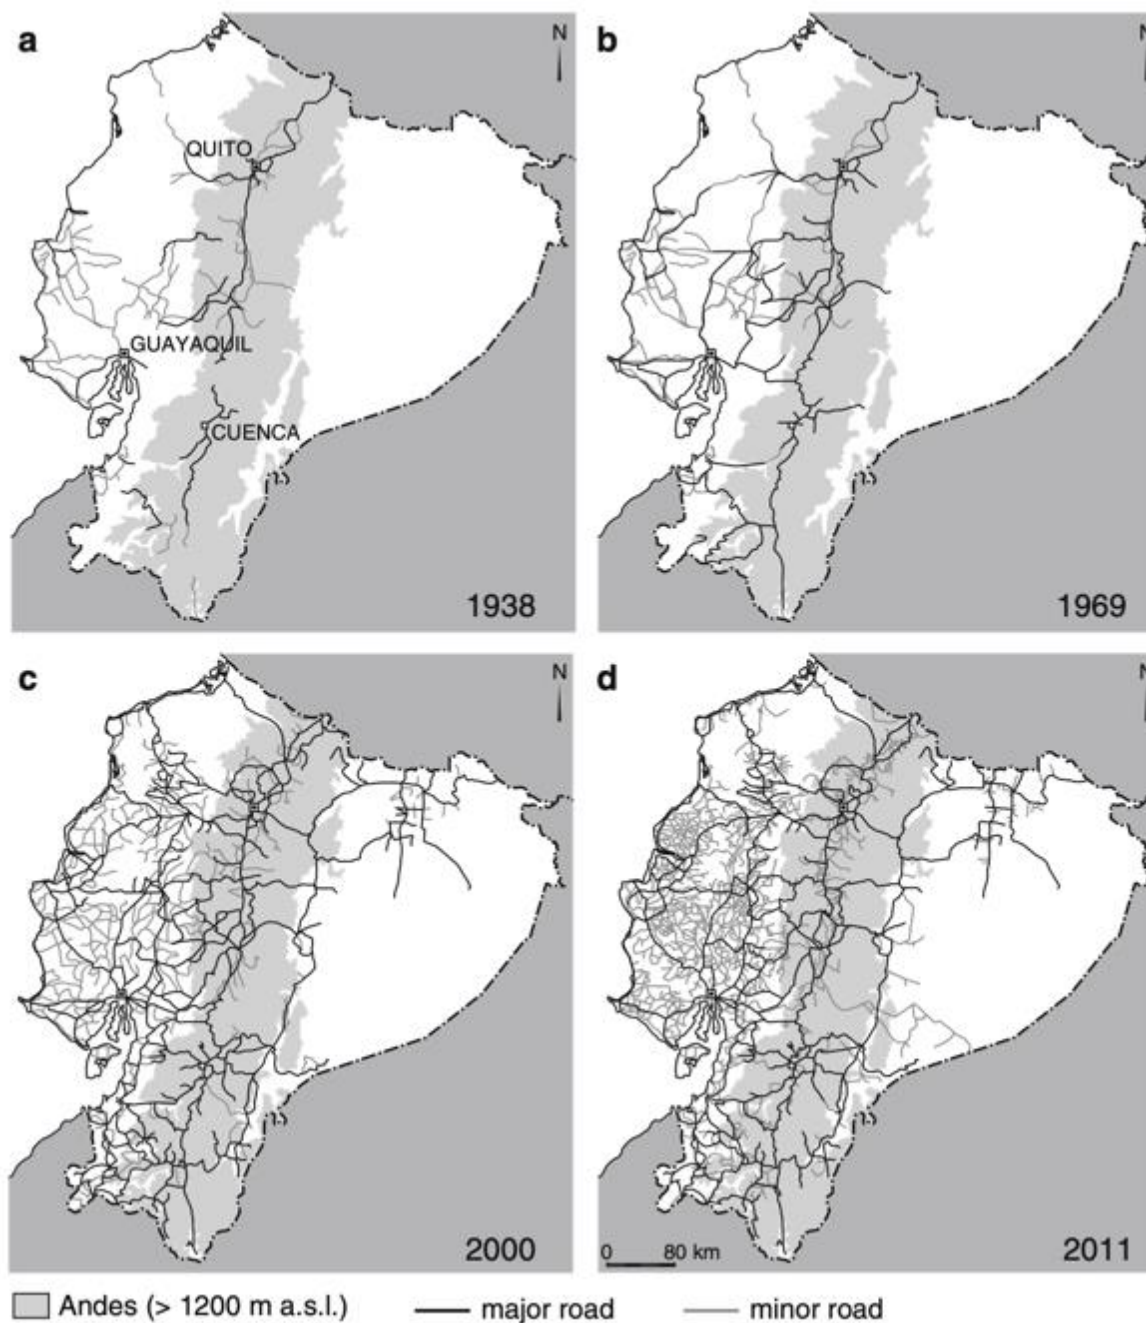 a
N
QUITO
GUAYAQUIL
CUENCA
1938
b
N
1969
c
N
2000
d
N
0 80 km
2011
Andes (> 1200 m a.s.l.)
major road
minor road